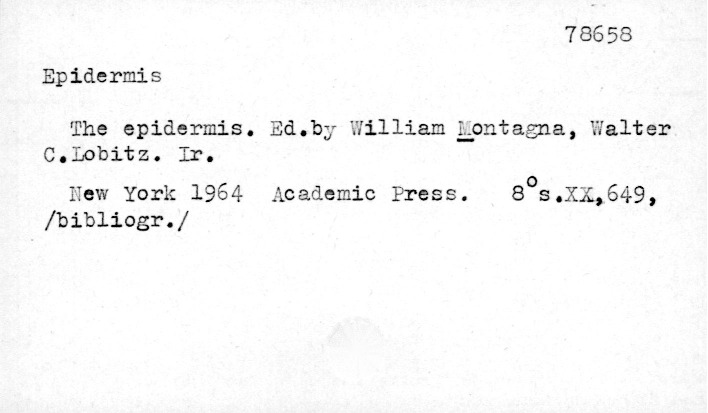 78658
Epidermis
The epidermis. Ed.by William Montagna, Walter
C.Lobitz. Ir.
New York 1964 Academic Press. 8°s.XX,649,
/bibliogr./